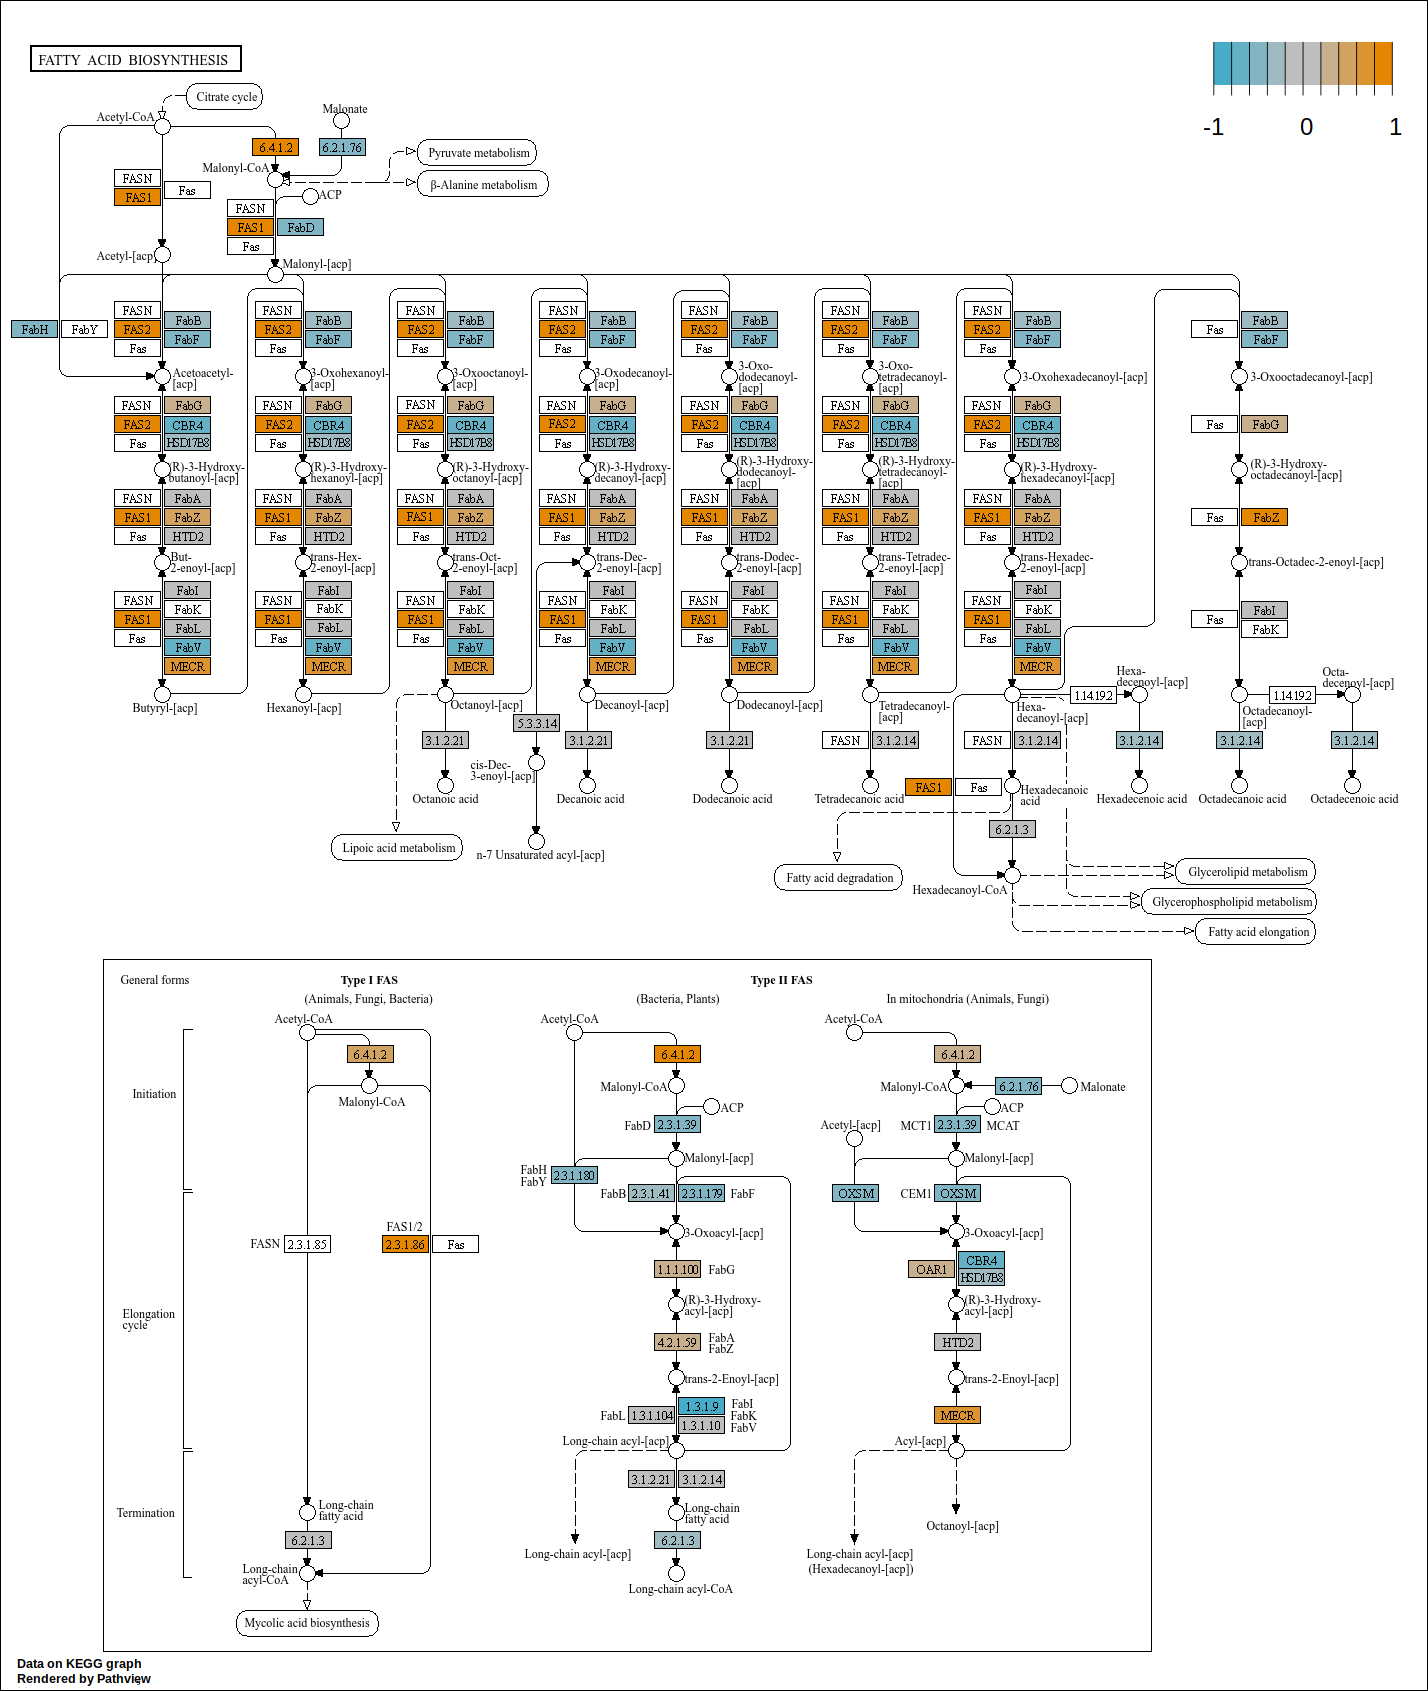 FATTY ACID BIOSYNTHESIS
-1 0 1
Citrate cycle
Acetyl-CoA
Malonate
6.4.1.2 6.2.1.76
Pyruvate metabolism
Malonyl-CoA
β-Alanine metabolism
FASN
FAS1 Fas
ACP
FASN
FAS1 FabD
Fas
Acetyl-[acp]
Malonyl-[acp]
FASN FASN FASN FASN FASN FASN FASN
FabB FabB FabB FabB FabB FabB FabB FabB
FabH FabY FAS2 FAS2 FAS2 FAS2 FAS2 FAS2 FAS2 Fas
FabF FabF FabF FabF FabF FabF FabF FabF
Fas Fas Fas Fas Fas Fas Fas
Acetoacetyl-[acp]
3-Oxohexanoyl-[acp]
3-Oxooctanoyl-[acp]
3-Oxodecanoyl-[acp]
3-Oxo-dodecanoyl-[acp]
3-Oxo-tetradecanoyl-[acp]
3-Oxohexadecanoyl-[acp]
3-Oxooctadecanoyl-[acp]
FASN FabG FASN FabG FASN FabG FASN FabG FASN FabG FASN FabG FASN FabG
FAS2 CBR4 FAS2 CBR4 FAS2 CBR4 FAS2 CBR4 FAS2 CBR4 FAS2 CBR4 FAS2 CBR4 Fas FabG
Fas HSD17B8 Fas HSD17B8 Fas HSD17B8 Fas HSD17B8 Fas HSD17B8 Fas HSD17B8 Fas HSD17B8
(R)-3-Hydroxy-butanoyl-[acp]
(R)-3-Hydroxy-hexanoyl-[acp]
(R)-3-Hydroxy-octanoyl-[acp]
(R)-3-Hydroxy-decanoyl-[acp]
(R)-3-Hydroxy-dodecanoyl-[acp]
(R)-3-Hydroxy-tetradecanoyl-[acp]
(R)-3-Hydroxy-hexadecanoyl-[acp]
(R)-3-Hydroxy-octadecanoyl-[acp]
FASN FabA FASN FabA FASN FabA FASN FabA FASN FabA FASN FabA FASN FabA
FAS1 FabZ FAS1 FabZ FAS1 FabZ FAS1 FabZ FAS1 FabZ FAS1 FabZ FAS1 FabZ Fas FabZ
Fas HTD2 Fas HTD2 Fas HTD2 Fas HTD2 Fas HTD2 Fas HTD2 Fas HTD2
But-2-enoyl-[acp]
trans-Hex-2-enoyl-[acp]
trans-Oct-2-enoyl-[acp]
trans-Dec-2-enoyl-[acp]
trans-Dodec-2-enoyl-[acp]
trans-Tetradec-2-enoyl-[acp]
trans-Hexadec-2-enoyl-[acp]
trans-Octadec-2-enoyl-[acp]
FabI FabI FabI FabI FabI FabI FabI
FASN FabK FASN FabK FASN FabK FASN FabK FASN FabK FASN FabK FASN FabK FabI
FAS1 FabL FAS1 FabL FAS1 FabL FAS1 FabL FAS1 FabL FAS1 FabL FAS1 FabL Fas FabK
Fas FabV Fas FabV Fas FabV Fas FabV Fas FabV Fas FabV Fas FabV
MECR MECR MECR MECR MECR MECR MECR
Butyryl-[acp]
Hexanoyl-[acp]
Octanoyl-[acp]
Decanoyl-[acp]
Dodecanoyl-[acp]
Tetradecanoyl-[acp]
Hexa-decanoyl-[acp]
1.14.19.2
Hexa-decenoyl-[acp]
Octadecanoyl-[acp]
1.14.19.2
Octa-decenoyl-[acp]
5.3.3.14
3.1.2.21 3.1.2.21 3.1.2.21 FASN 3.1.2.14 FASN 3.1.2.14 3.1.2.14 3.1.2.14 3.1.2.14
cis-Dec-3-enoyl-[acp]
FAS1 Fas
Hexadecanoic acid
Octanoic acid
Decanoic acid
Dodecanoic acid
Tetradecanoic acid
Hexadecenoic acid
Octadecanoic acid
Octadecenoic acid
6.2.1.3
Lipoic acid metabolism
n-7 Unsaturated acyl-[acp]
Fatty acid degradation
Glycerolipid metabolism
Hexadecanoyl-CoA
Glycerophospholipid metabolism
Fatty acid elongation
General forms
Type I FAS
(Animals, Fungi, Bacteria)
Type II FAS
(Bacteria, Plants)
In mitochondria (Animals, Fungi)
Initiation
Elongation
cycle
Termination
Acetyl-CoA
6.4.1.2
Malonyl-CoA
FAS1/2
FASN 2.3.1.85 2.3.1.86 Fas
Long-chain
fatty acid
6.2.1.3
Long-chain
acyl-CoA
Mycolic acid biosynthesis
Acetyl-CoA
6.4.1.2
Malonyl-CoA
ACP
FabD 2.3.1.39
Malonyl-[acp]
FabH
FabY
2.3.1.180
FabB 2.3.1.41 2.3.1.179 FabF
3-Oxoacyl-[acp]
1.1.1.100 FabG
(R)-3-Hydroxy-
acyl-[acp]
4.2.1.59 FabA
FabZ
trans-2-Enoyl-[acp]
1.3.1.9 FabI
FabL 1.3.1.104 FabK
1.3.1.10 FabV
Long-chain acyl-[acp]
3.1.2.21 3.1.2.14
Long-chain
fatty acid
6.2.1.3
Long-chain acyl-[acp]
Long-chain acyl-CoA
Acetyl-CoA
6.4.1.2
Malonyl-CoA 6.2.1.76 Malonate
ACP
Acetyl-[acp]
MCT1 2.3.1.39 MCAT
Malonyl-[acp]
OXSM CEM1 OXSM
3-Oxoacyl-[acp]
OAR1 CBR4
HSD17B8
(R)-3-Hydroxy-
acyl-[acp]
HTD2
trans-2-Enoyl-[acp]
MECR
Acyl-[acp]
Octanoyl-[acp]
Long-chain acyl-[acp]
(Hexadecanoyl-[acp])
Data on KEGG graph
Rendered by Pathview